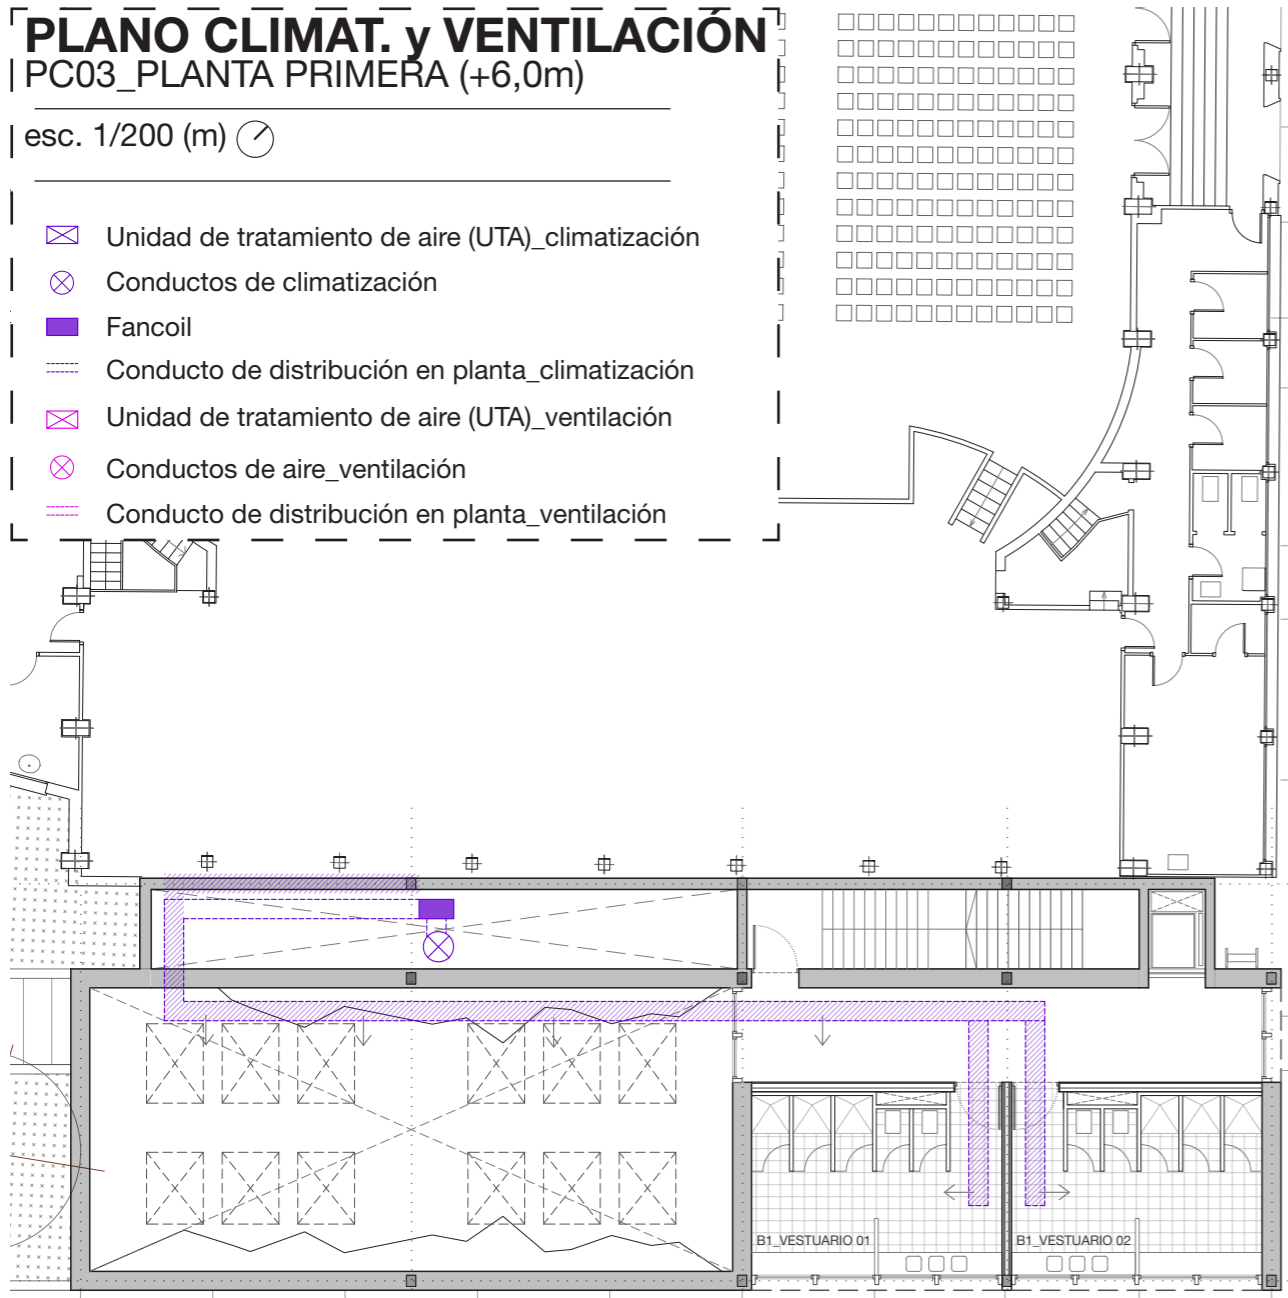 PLANO CLIMAT. y VENTILACIÓN
PC03_PLANTA PRIMERA (+6,0m)
esc. 1/200 (m)
Unidad de tratamiento de aire (UTA)_climatización
Conductos de climatización
Fancoil
Conducto de distribución en planta_climatización
Unidad de tratamiento de aire (UTA)_ventilación
Conductos de aire_ventilación
Conducto de distribución en planta_ventilación
B1_VESTUARIO 01
B1_VESTUARIO 02